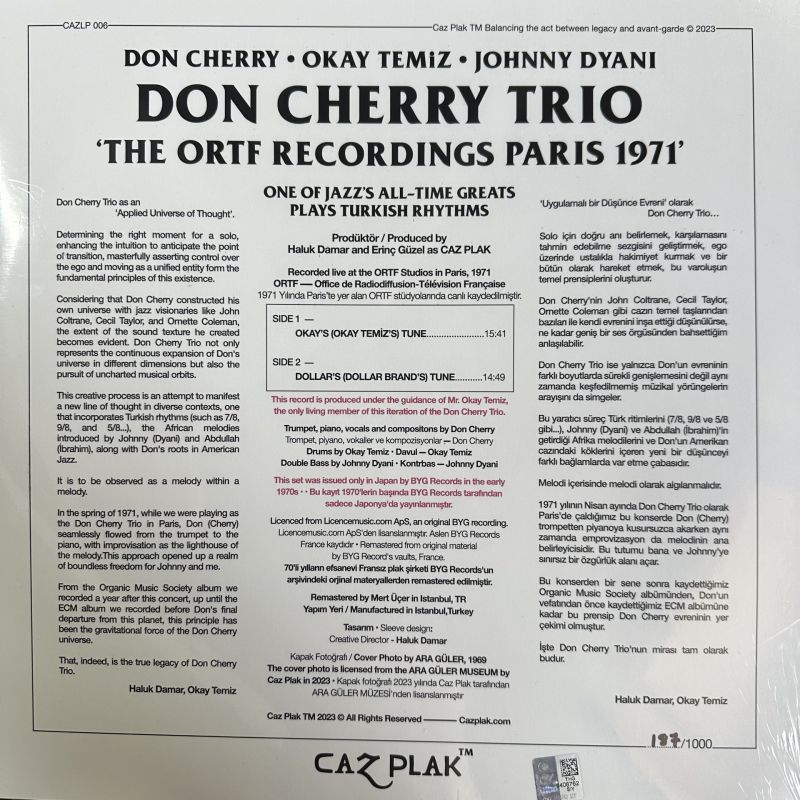 CAZLP 006
Caz Plak TM Balancing the act between legacy and avant-garde © 2023
DON CHERRY • OKAY TEMİZ • JOHNNY DYANI
DON CHERRY TRIO
'THE ORTF RECORDINGS PARIS 1971'
Don Cherry Trio as an
'Applied Universe of Thought'.
Determining the right moment for a solo,
enhancing the intuition to anticipate the point
of transition, masterfully asserting control over
the ego and moving as a unified entity form the
fundamental principles of this existence.
Considering that Don Cherry constructed his
own universe with jazz visionaries like John
Coltrane, Cecil Taylor, and Ornette Coleman,
the extent of the sound texture he created
becomes evident. Don Cherry Trio not only
represents the continuous expansion of Don's
universe in different dimensions but also the
pursuit of uncharted musical orbits.
This creative process is an attempt to manifest
a new line of thought in diverse contexts, one
that incorporates Turkish rhythms (such as 7/8,
9/8, and 5/8...), the African melodies
introduced by Johnny (Dyani) and Abdullah
(İbrahim), along with Don's roots in American
Jazz.
It is to be observed as a melody within a
melody.
In the spring of 1971, while we were playing as
the Don Cherry Trio in Paris, Don (Cherry)
seamlessly flowed from the trumpet to the
piano, with improvisation as the lighthouse of
the melody.This approach opened up a realm
of boundless freedom for Johnny and me.
From the Organic Music Society album we
recorded a year after this concert, up until the
ECM album we recorded before Don's final
departure from this planet, this principle has
been the gravitational force of the Don Cherry
universe.
That, indeed, is the true legacy of Don Cherry
Trio.
Haluk Damar, Okay Temiz
ONE OF JAZZ'S ALL-TIME GREATS
PLAYS TURKISH RHYTHMS
Prodüktör / Produced by
Haluk Damar and Erinç Güzel as CAZ PLAK
Recorded live at the ORTF Studios in Paris, 1971
ORTF — Office de Radiodiffusion-Télévision Française
1971 Yılında Paris'te yer alan ORTF stüdyolarında canlı kaydedilmiştir.
SIDE 1 —
OKAY'S (OKAY TEMİZ'S) TUNE.....................15:41
SIDE 2 —
DOLLAR'S (DOLLAR BRAND'S) TUNE...........14:49
This record is produced under the guidance of Mr. Okay Temiz,
the only living member of this iteration of the Don Cherry Trio.
Trumpet, piano, vocals and compositons by Don Cherry
Trompet, piyano, vokaller ve kompozisyonlar — Don Cherry
Drums by Okay Temiz • Davul — Okay Temiz
Double Bass by Johnny Dyani • Kontrbas — Johnny Dyani
This set was issued only in Japan by BYG Records in the early
1970s • • Bu kayıt 1970'lerin başında BYG Records tarafından
sadece Japonya'da yayınlanmıştır.
Licenced from Licencemusic.com ApS, an original BYG recording.
Licencemusic.com ApS'den lisanslanmıştır. Aslen BYG Records
France kaydıdır • Remastered from original material
by BYG Records's vaults, France.
70'li yılların efsanevi Fransız plak şirketi BYG Records'un
arşivindeki orjinal materyallerden remastered edilmiştir.
Remastered by Mert Üçer in Istanbul, TR
Yapım Yeri / Manufactured in Istanbul,Turkey
Tasarım • Sleeve design:
Creative Director - Haluk Damar
Kapak Fotoğrafı / Cover Photo by ARA GÜLER, 1969
The cover photo is licensed from the ARA GÜLER MUSEUM by
Caz Plak in 2023 • Kapak fotoğrafı 2023 yılında Caz Plak tarafından
ARA GÜLER MÜZESİ'nden lisanslanmıştır
Caz Plak TM 2023 © All Rights Reserved ——— Cazplak.com
'Uygulamalı bir Düşünce Evreni' olarak
Don Cherry Trio...
Solo için doğru anı belirlemek, karşılamasını
tahmin edebilme sezgisini geliştirmek, ego
üzerinde ustalıkla hakimiyet kurmak ve bir
bütün olarak hareket etmek, bu varoluşun
temel prensiplerini oluşturur.
Don Cherry'nin John Coltrane, Cecil Taylor,
Ornette Coleman gibi cazın temel taşlarından
bazıları ile kendi evrenini inşa ettiği düşünülürse,
ne kadar geniş bir ses örgüsünden bahsettiğim
anlaşılabilir.
Don Cherry Trio ise yalnızca Don'un evreninin
farklı boyutlarda sürekli genişlemesini değil aynı
zamanda keşfedilmemiş müzikal yörüngelerin
arayışını da simgeler.
Bu yaratıcı süreç Türk ritimlerini (7/8, 9/8 ve 5/8
gibi...), Johnny (Dyani) ve Abdullah (İbrahim)'in
getirdiği Afrika melodilerini ve Don'un Amerikan
cazındaki köklerini içeren yeni bir düşünceyi
farklı bağlamlarda var etme çabasıdır.
Melodi içerisinde melodi olarak algılanmalıdır.
1971 yılının Nisan ayında Don Cherry Trio olarak
Paris'de çaldığımız bu konserde Don (Cherry)
trompetten piyanoya kusursuzca akarken aynı
zamanda emprovizasyon da melodinin ana
belirleyicisidir. Bu tutumu bana ve Johnny'ye
sınırsız bir özgürlük alanı açar.
Bu konserden bir sene sonra kaydettiğimiz
Organic Music Society albümünden, Don'un
vefatından önce kaydettiğimiz ECM albümüne
kadar bu prensip Don Cherry evreninin yer
çekimi olmuştur.
İşte Don Cherry Trio'nun mirası tam olarak
budur.
Haluk Damar, Okay Temiz
/1000
CAZ PLAK TM